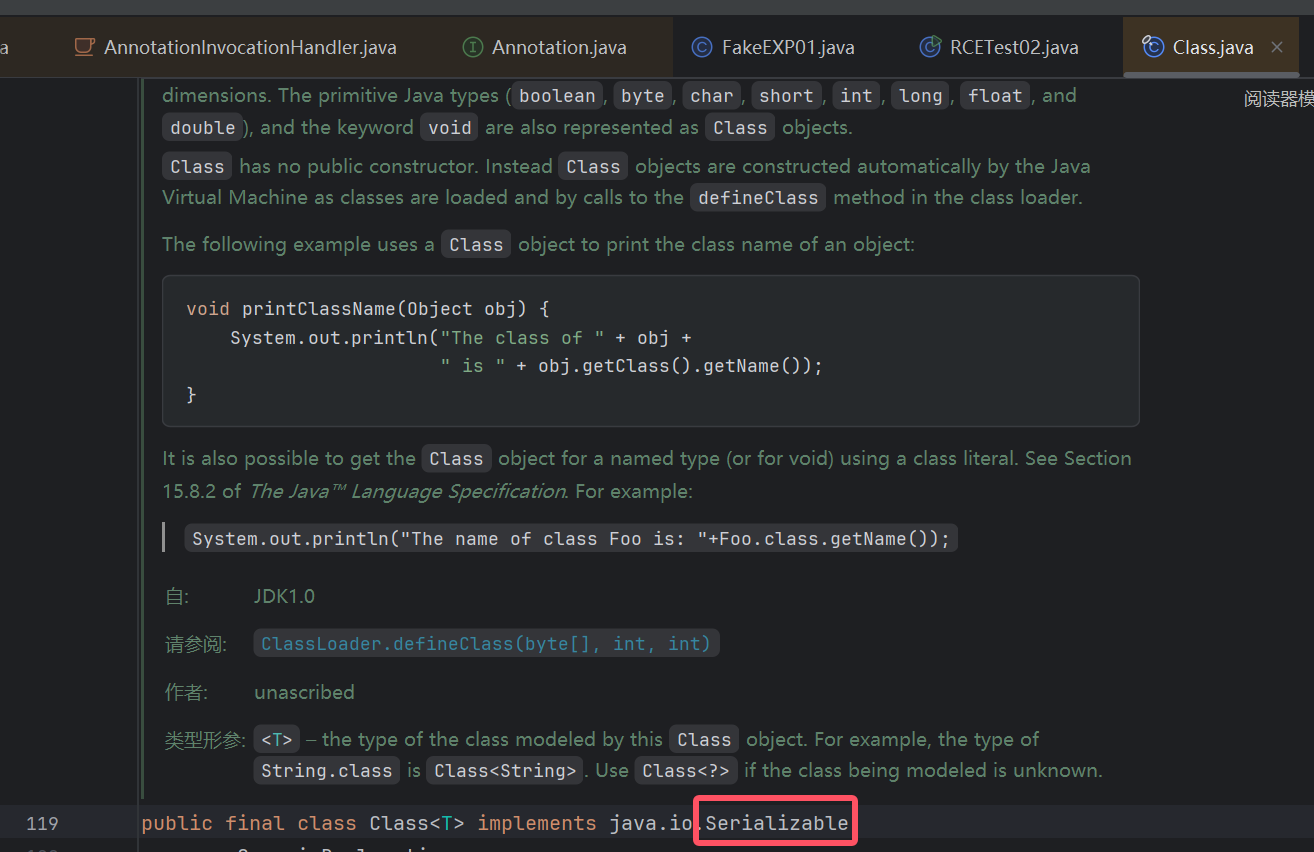 a AnnotationInvocationHandler.java Annotation.java FakeEXP01.java RCETest02.java Class.java ×
dimensions. The primitive Java types (boolean, byte, char, short, int, long, float, and
阅读器模
double), and the keyword void are also represented as Class objects.
Class has no public constructor. Instead Class objects are constructed automatically by the Java
Virtual Machine as classes are loaded and by calls to the defineClass method in the class loader.
The following example uses a Class object to print the class name of an object:
void printClassName(Object obj) {
System.out.println("The class of " + obj +
" is " + obj.getClass().getName());
}
It is also possible to get the Class object for a named type (or for void) using a class literal. See Section
15.8.2 of The Java™ Language Specification. For example:
System.out.println("The name of class Foo is: "+Foo.class.getName());
自: JDK1.0
请参阅: ClassLoader.defineClass(byte[], int, int)
作者: unascribed
类型形参: <T> – the type of the class modeled by this Class object. For example, the type of
String.class is Class<String>. Use Class<?> if the class being modeled is unknown.
119 public final class Class<T> implements java.io.Serializable